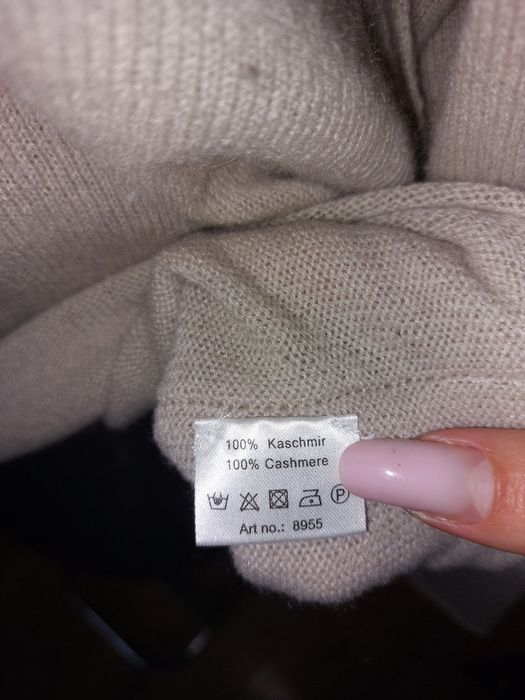 100% Kaschmir
100% Cashmere
P
Art no.: 8955